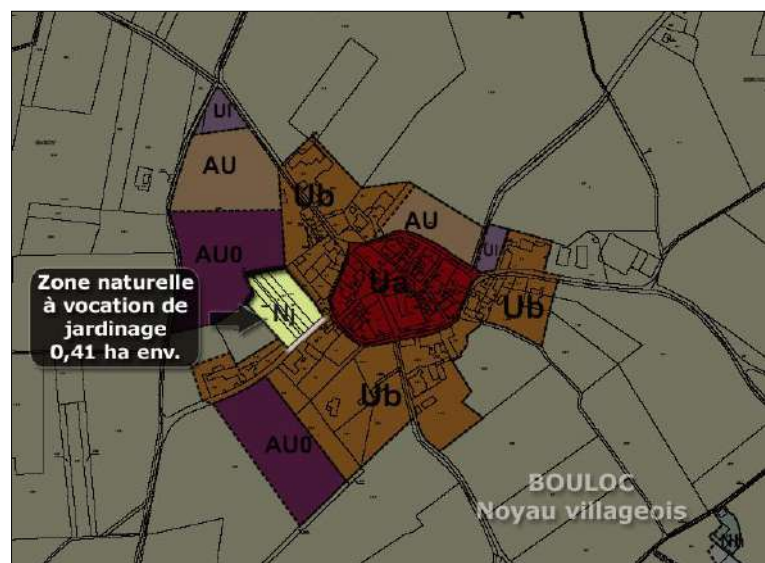 A
Ul
AU
Ub
AU
AU0
Ul
Ua
Zone naturelle
à vocation de
jardinage
0,41 ha env.
Nj
Ub
Ub
AU0
BOULOC
Noyau villageois
Nh